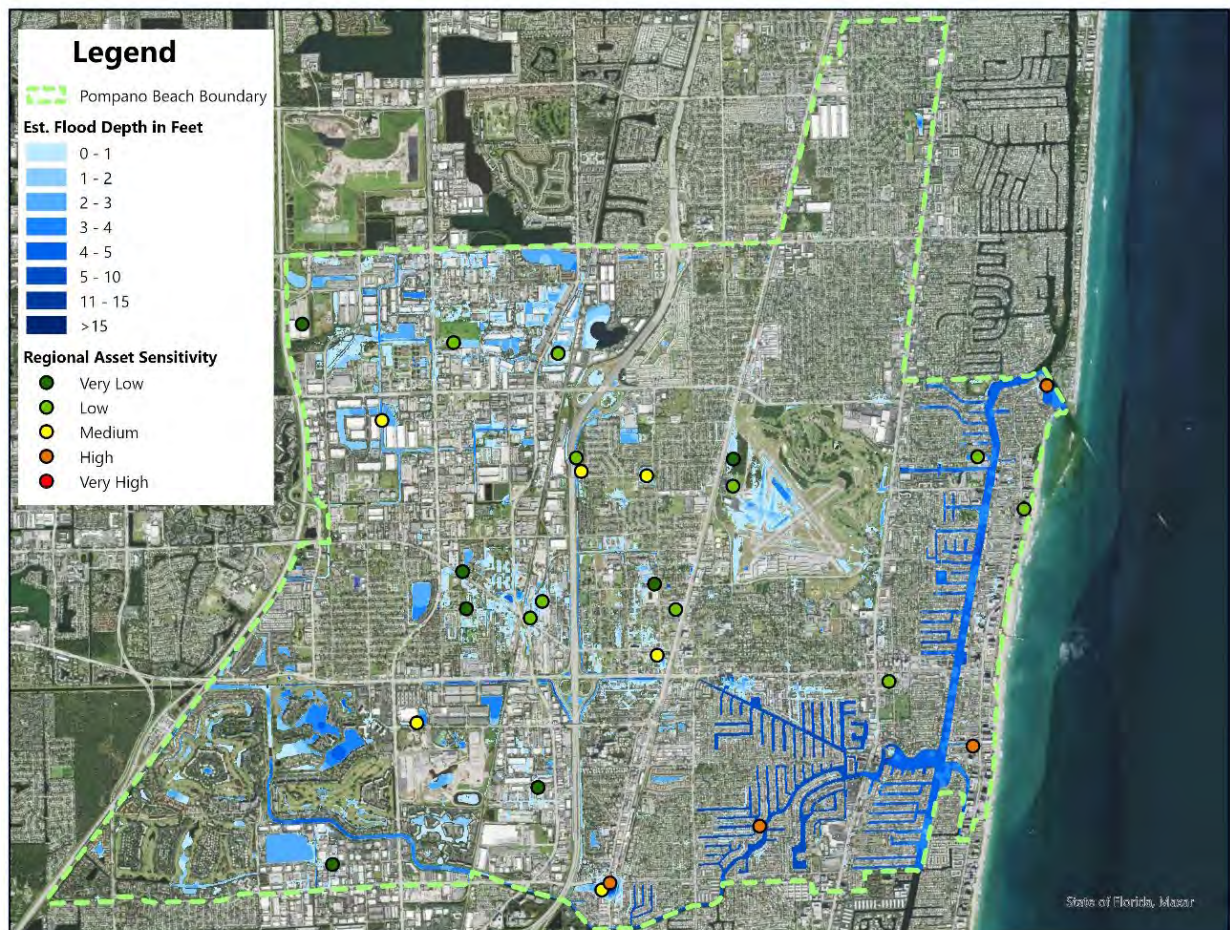 Legend
Pompano Beach Boundary
Est. Flood Depth in Feet
0 - 1
1 - 2
2 - 3
3 - 4
4 - 5
5 - 10
11 - 15
>15
Regional Asset Sensitivity
Very Low
Low
Medium
High
Very High
State of Florida, Maxar